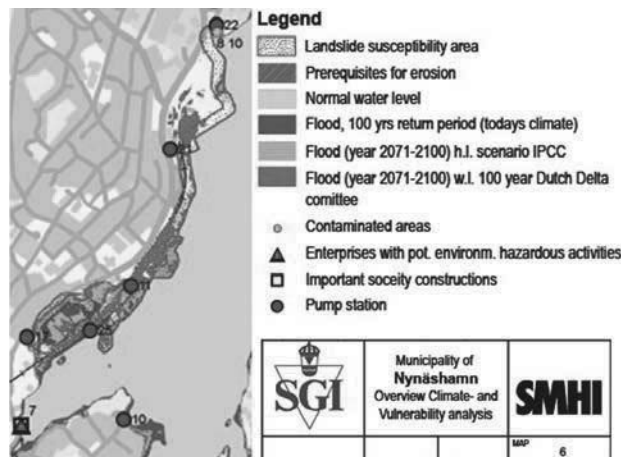 22
8 10
11
25
7
10
Legend
Landslide susceptibility area
Prerequisites for erosion
Normal water level
Flood, 100 yrs return period (todays climate)
Flood (year 2071-2100) h.l. scenario IPCC
Flood (year 2071-2100) w.l. 100 year Dutch Delta
comittee
Contaminated areas
Enterprises with pot. environm. hazardous activities
Important soceity constructions
Pump station
SGI
Municipality of
Nynäshamn
Overview Climate- and
Vulnerability analysis
SMHI
MAP
6